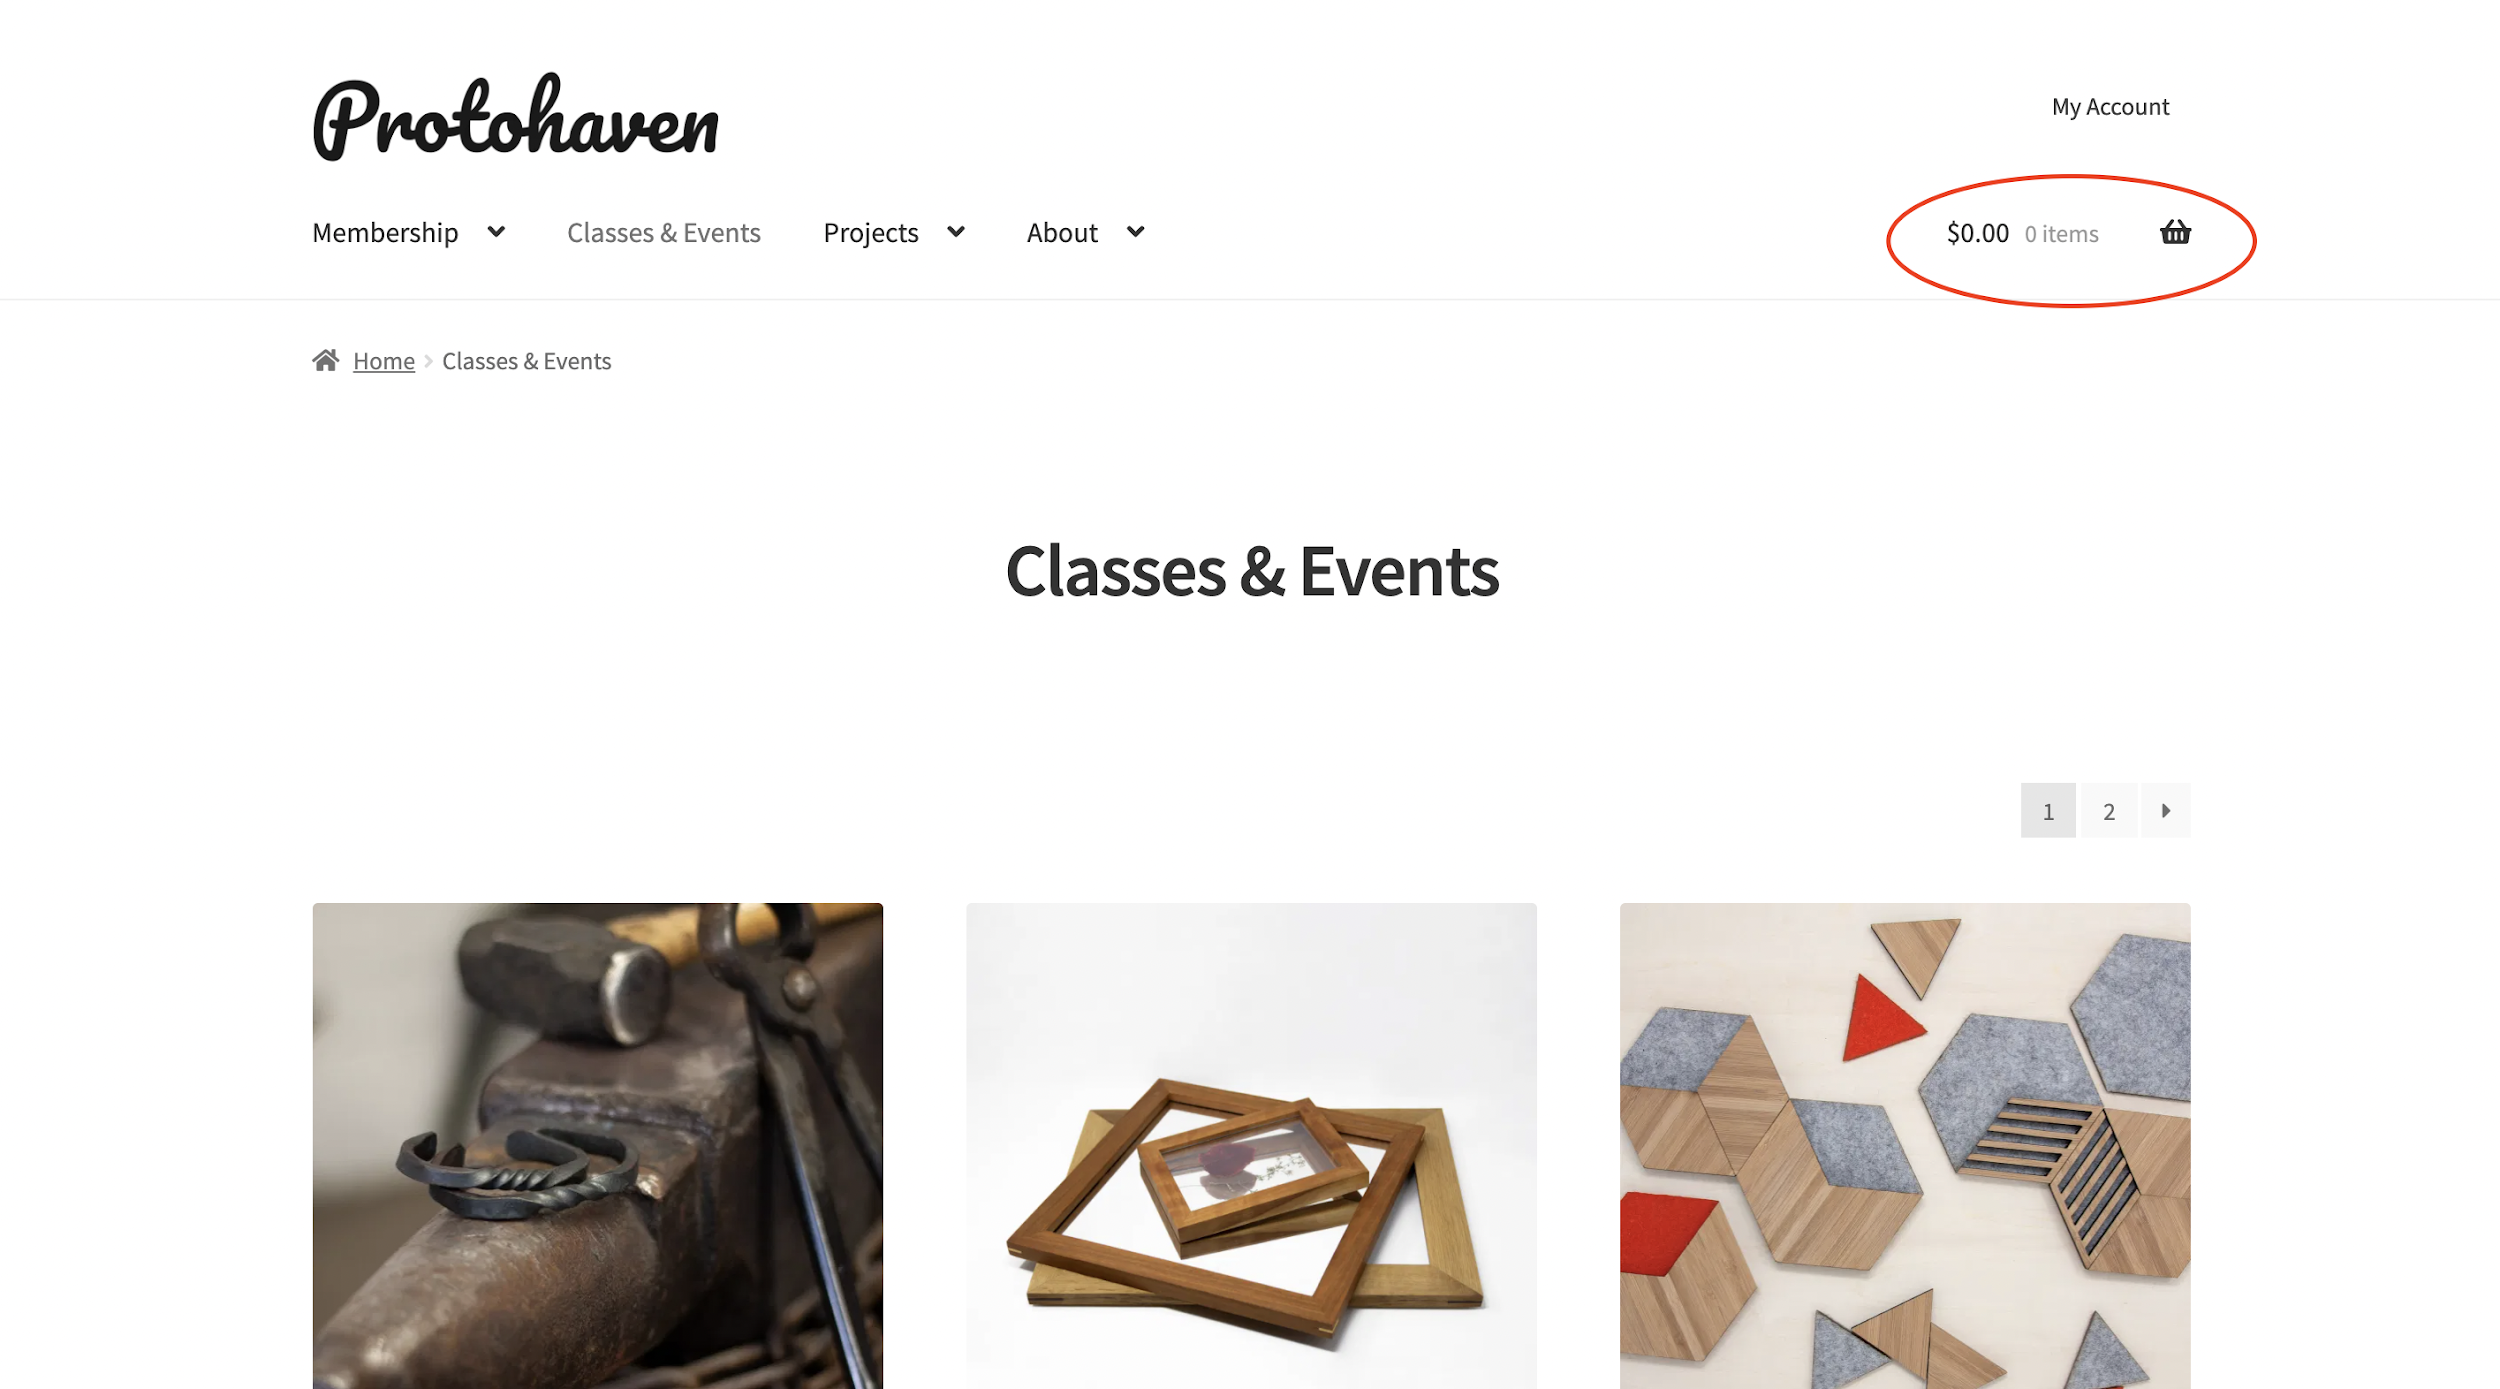 Protohaven
My Account
Membership Classes & Events Projects About $0.00 0 items
Home Classes & Events
Classes & Events
1 2